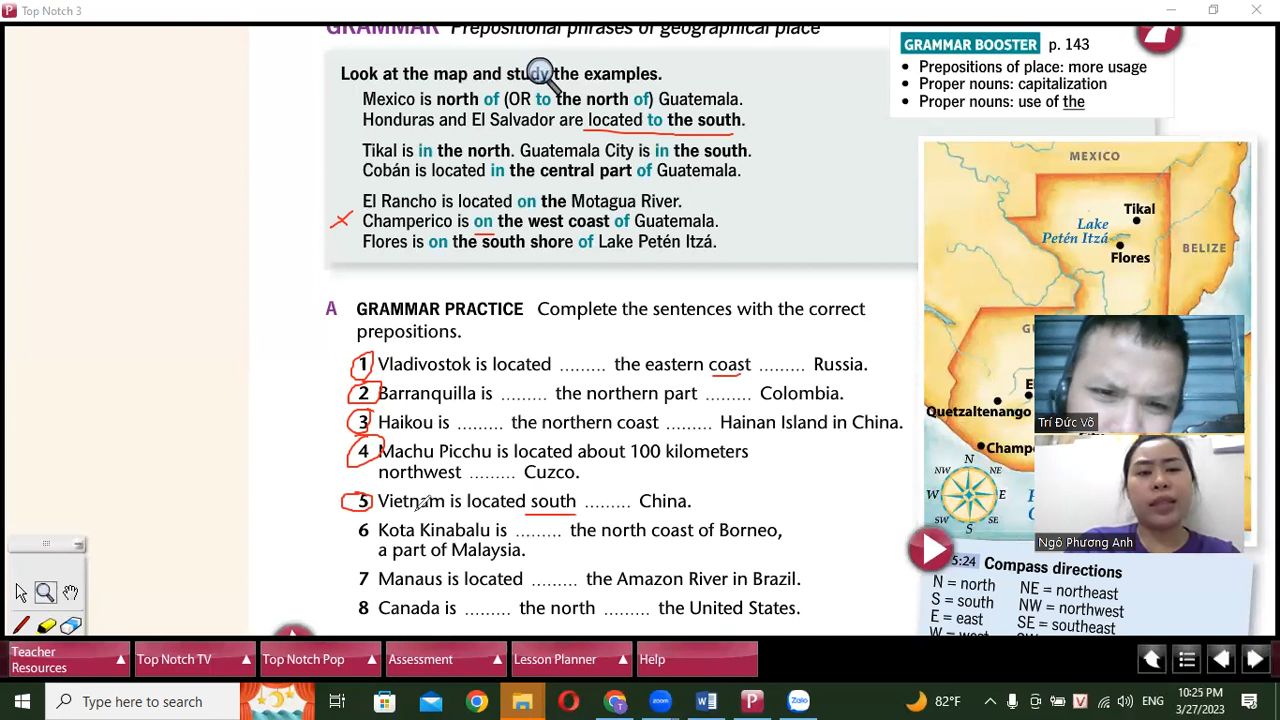 Top Notch 3
GRAMMAR Prepositional phrases of geographical place
Look at the map and study the examples.
Mexico is north of (OR to the north of) Guatemala.
Honduras and El Salvador are located to the south.
Tikal is in the north. Guatemala City is in the south.
Cobán is located in the central part of Guatemala.
El Rancho is located on the Motagua River.
Champerico is on the west coast of Guatemala.
Flores is on the south shore of Lake Petén Itzá.
GRAMMAR BOOSTER p. 143
• Prepositions of place: more usage
• Proper nouns: capitalization
• Proper nouns: use of the
A GRAMMAR PRACTICE Complete the sentences with the correct
prepositions.
1 Vladivostok is located ......... the eastern coast ......... Russia.
2 Barranquilla is ......... the northern part ......... Colombia.
3 Haikou is ......... the northern coast ......... Hainan Island in China.
4 Machu Picchu is located about 100 kilometers
northwest ......... Cuzco.
5 Vietnam is located south ......... China.
6 Kota Kinabalu is ......... the north coast of Borneo,
a part of Malaysia.
7 Manaus is located ......... the Amazon River in Brazil.
8 Canada is ......... the north ......... the United States.
MEXICO
Tikal
Lake
Petén Itzá
Flores
BELIZE
Quetzaltenango
Champ
N
NW NE
W E
SW SE
S
Trí Đức Võ
Ngô Phương Anh
5:24 Compass directions
N = north NE = northeast
S = south NW = northwest
E = east SE = southeast
W = west
Teacher
Resources
Top Notch TV
Top Notch Pop
Assessment
Lesson Planner
Help
Type here to search
82°F
ENG
10:25 PM
3/27/2023